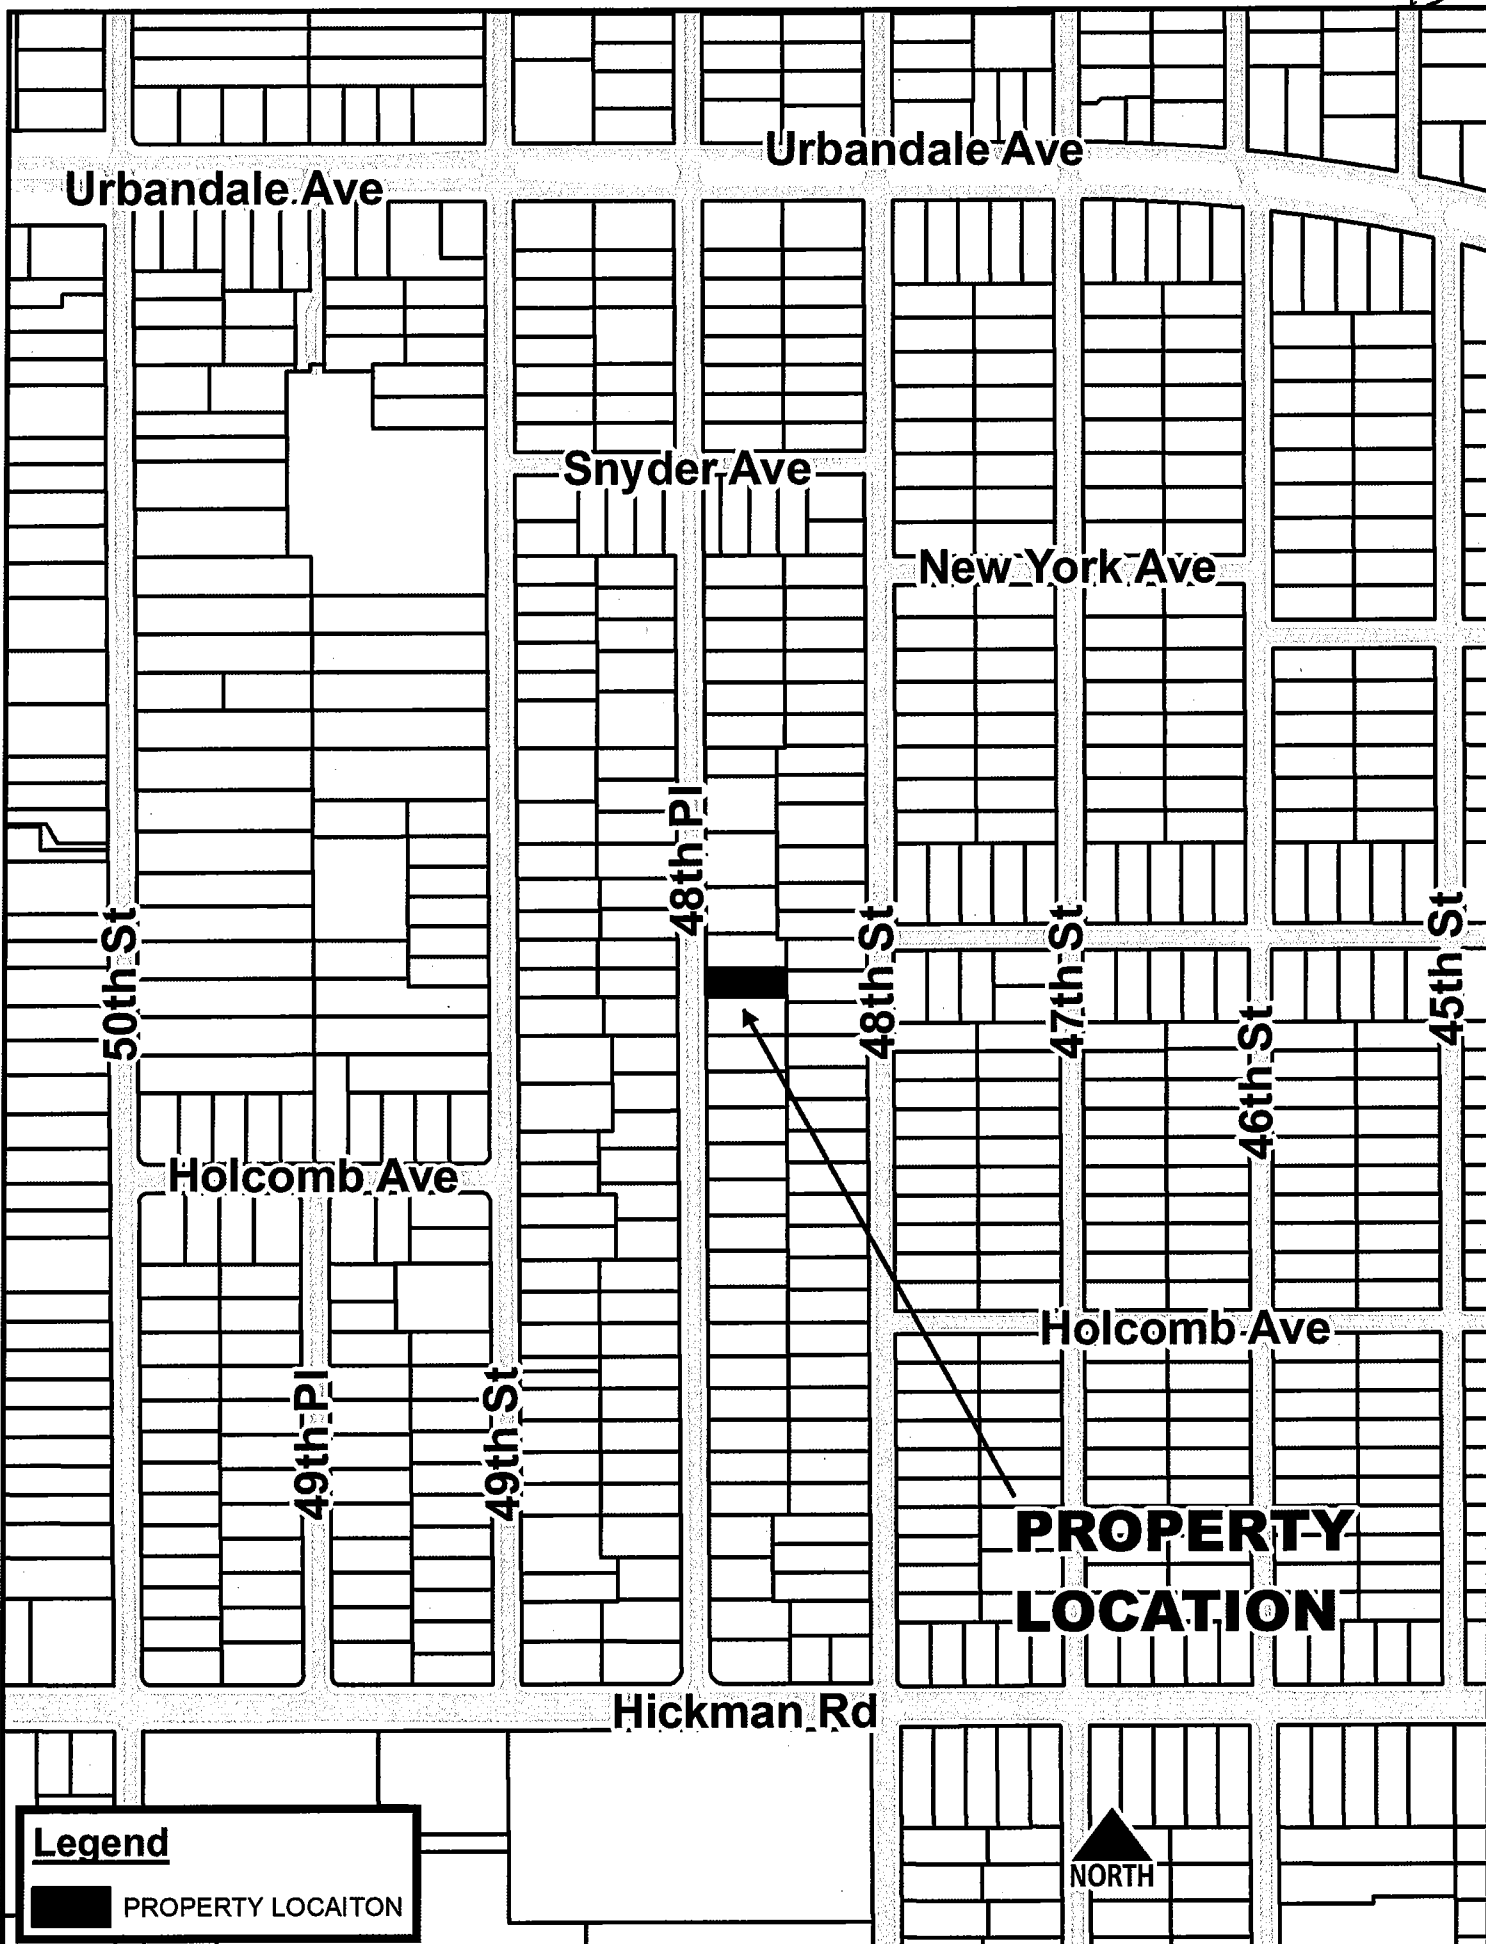 Urbandale Ave
Urbandale Ave
Snyder Ave
New York Ave
48th Pl
50th St
48th St
47th St
45th St
46th St
Holcomb Ave
Holcomb Ave
49th Pl
49th St
PROPERTY
LOCATION
Hickman Rd
Legend
PROPERTY LOCAITON
NORTH